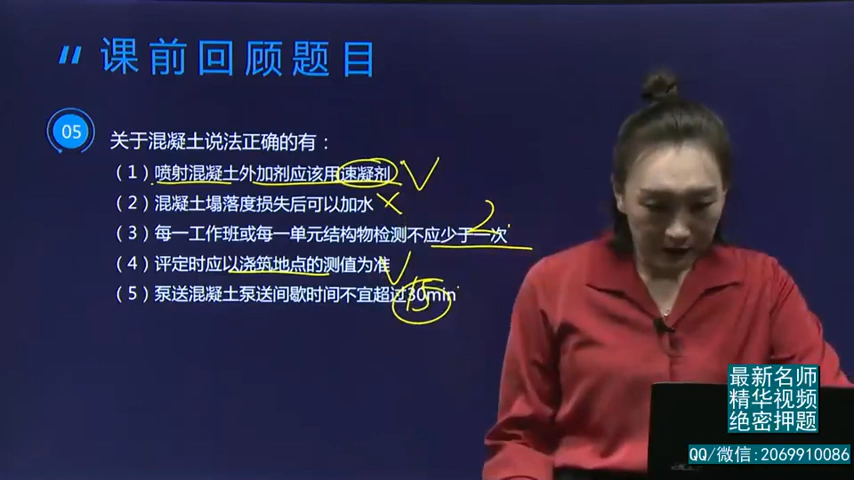 课前回顾题目
05
关于混凝土说法正确的有：
（1）喷射混凝土外加剂应该用速凝剂
（2）混凝土塌落度损失后可以加水
2
（3）每一工作班或每一单元结构物检测不应少于一次
（4）评定时应以浇筑地点的测值为准
（5）泵送混凝土泵送间歇时间不宜超过30min
15
最新名师
精华视频
绝密押题
QQ/微信:2069910086